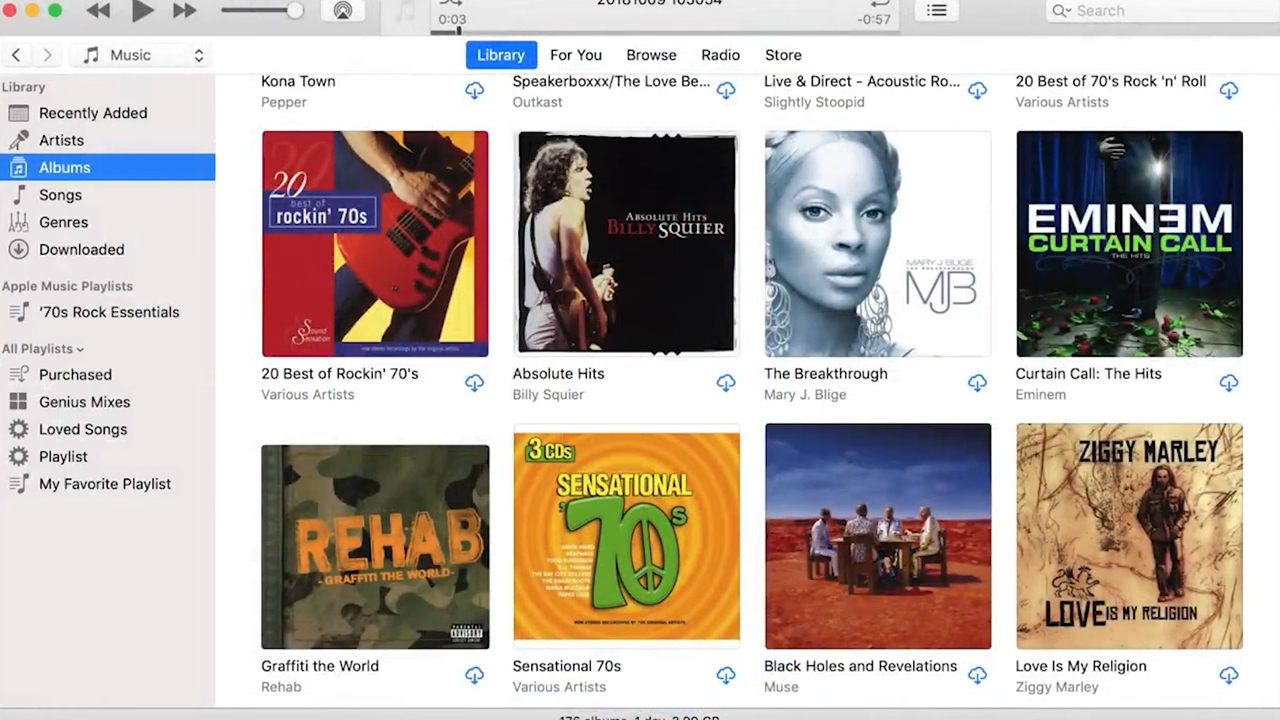 20181009 103054
0:03
-0:57
Search
Music
Library
For You
Browse
Radio
Store
Library
Recently Added
Artists
Albums
Songs
Genres
Downloaded
Apple Music Playlists
'70s Rock Essentials
All Playlists
Purchased
Genius Mixes
Loved Songs
Playlist
My Favorite Playlist
Kona Town
Pepper
Speakerboxxx/The Love Be...
Outkast
Live & Direct - Acoustic Ro...
Slightly Stoopid
20 Best of 70's Rock 'n' Roll
Various Artists
20
best of
rockin' 70s
Sound
Sensation
20 Best of Rockin' 70's
Various Artists
ABSOLUTE HITS
BILLY SQUIER
Absolute Hits
Billy Squier
MARY J BLIGE
THE BREAKTHROUGH
MJB
The Breakthrough
Mary J. Blige
EMINƎM
CURTAIN CALL
THE HITS
Curtain Call: The Hits
Eminem
REHAB
-GRAFFITI THE WORLD-
PARENTAL
ADVISORY
Graffiti the World
Rehab
3 CDs
SENSATIONAL
'70s
Sensational 70s
Various Artists
Black Holes and Revelations
Muse
ZIGGY MARLEY
LOVE IS MY RELIGION
Love Is My Religion
Ziggy Marley